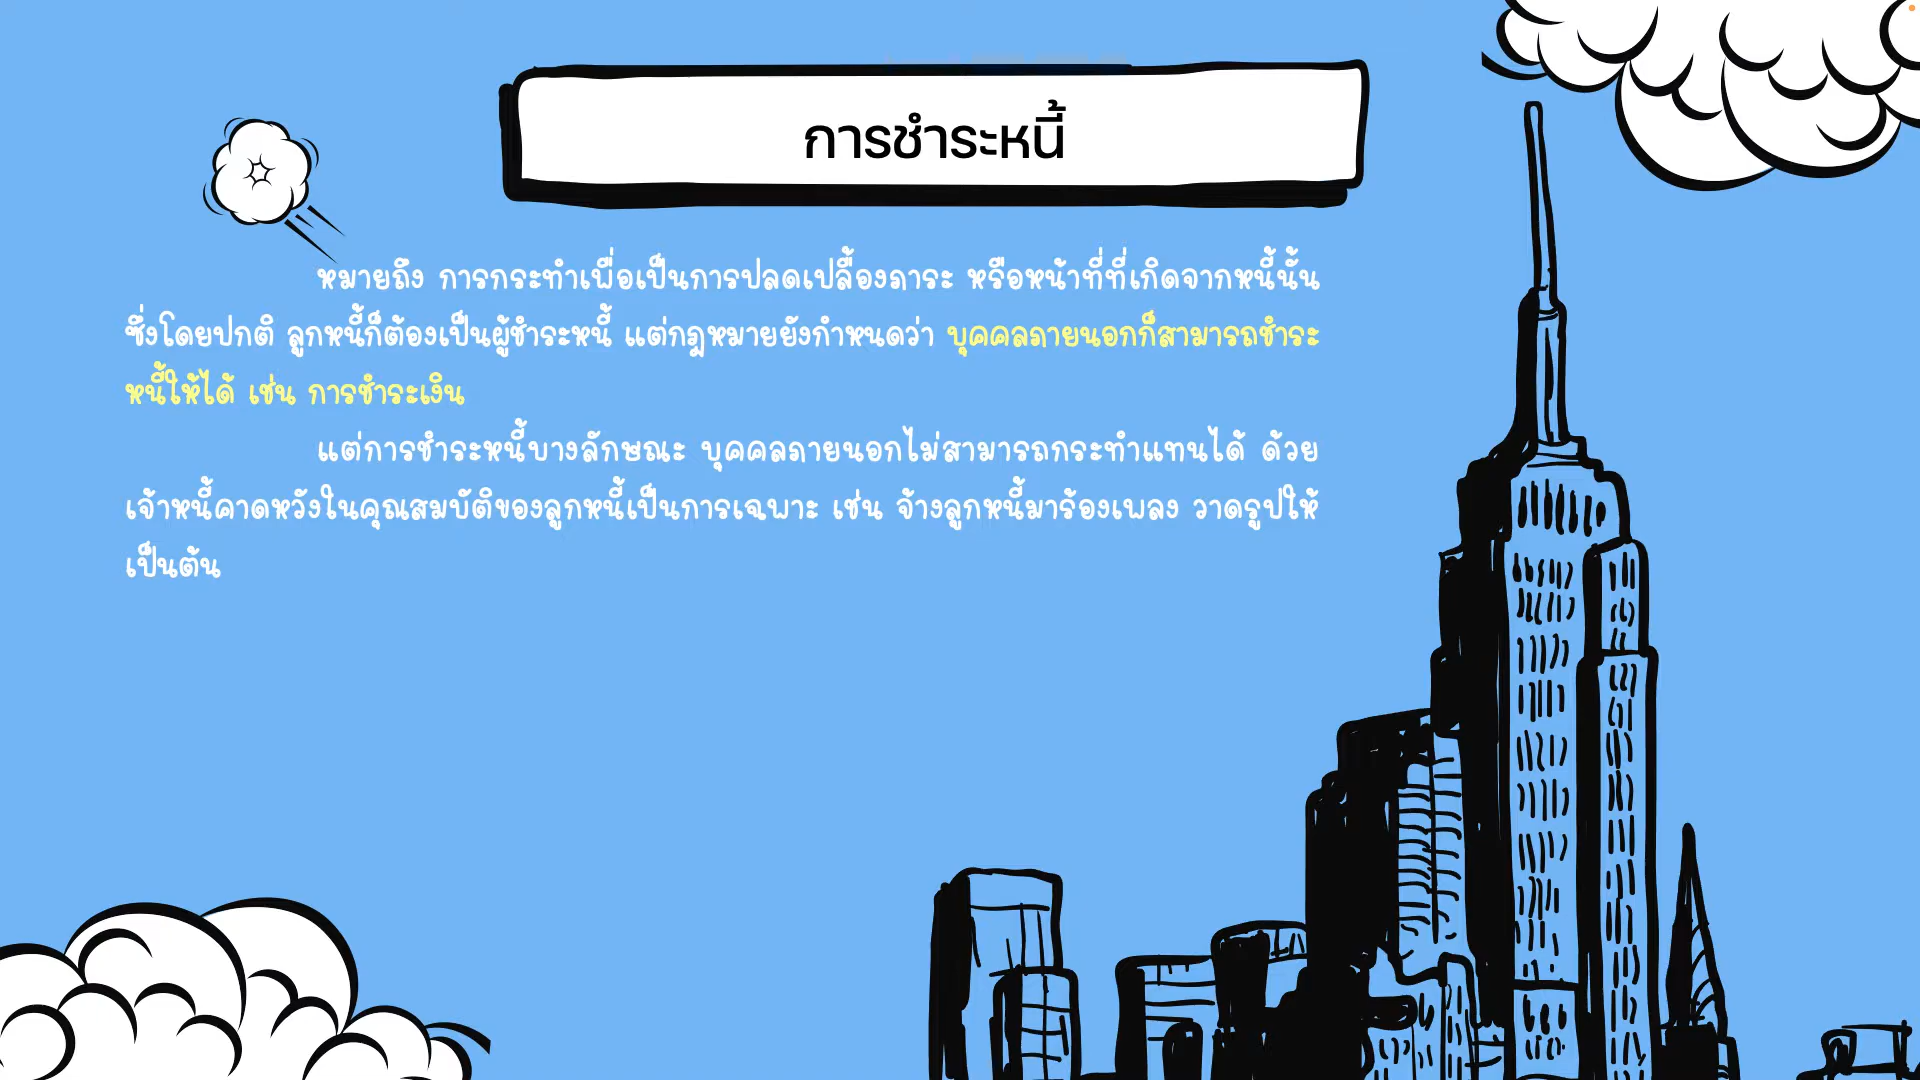 การชำระหนี้
หมายถึง การกระทำเพื่อเป็นการปลดเปลื้องภาระ หรือหน้าที่ที่เกิดจากหนี้นั้น
ซึ่งโดยปกติ ลูกหนี้ก็ต้องเป็นผู้ชำระหนี้ แต่กฎหมายยังกำหนดว่า บุคคลภายนอกก็สามารถชำระ
หนี้ให้ได้ เช่น การชำระเงิน
แต่การชำระหนี้บางลักษณะ บุคคลภายนอกไม่สามารถกระทำแทนได้ ด้วย
เจ้าหนี้คาดหวังในคุณสมบัติของลูกหนี้เป็นการเฉพาะ เช่น จ้างลูกหนี้มาร้องเพลง วาดรูปให้
เป็นต้น